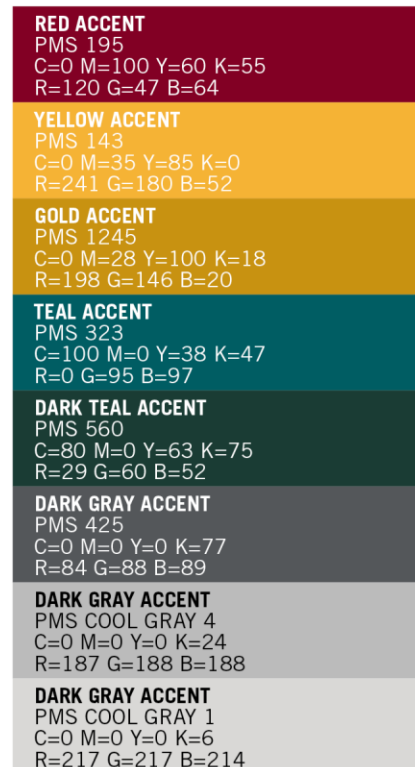 RED ACCENT
PMS 195
C=0 M=100 Y=60 K=55
R=120 G=47 B=64
YELLOW ACCENT
PMS 143
C=0 M=35 Y=85 K=0
R=241 G=180 B=52
GOLD ACCENT
PMS 1245
C=0 M=28 Y=100 K=18
R=198 G=146 B=20
TEAL ACCENT
PMS 323
C=100 M=0 Y=38 K=47
R=0 G=95 B=97
DARK TEAL ACCENT
PMS 560
C=80 M=0 Y=63 K=75
R=29 G=60 B=52
DARK GRAY ACCENT
PMS 425
C=0 M=0 Y=0 K=77
R=84 G=88 B=89
DARK GRAY ACCENT
PMS COOL GRAY 4
C=0 M=0 Y=0 K=24
R=187 G=188 B=188
DARK GRAY ACCENT
PMS COOL GRAY 1
C=0 M=0 Y=0 K=6
R=217 G=217 B=214